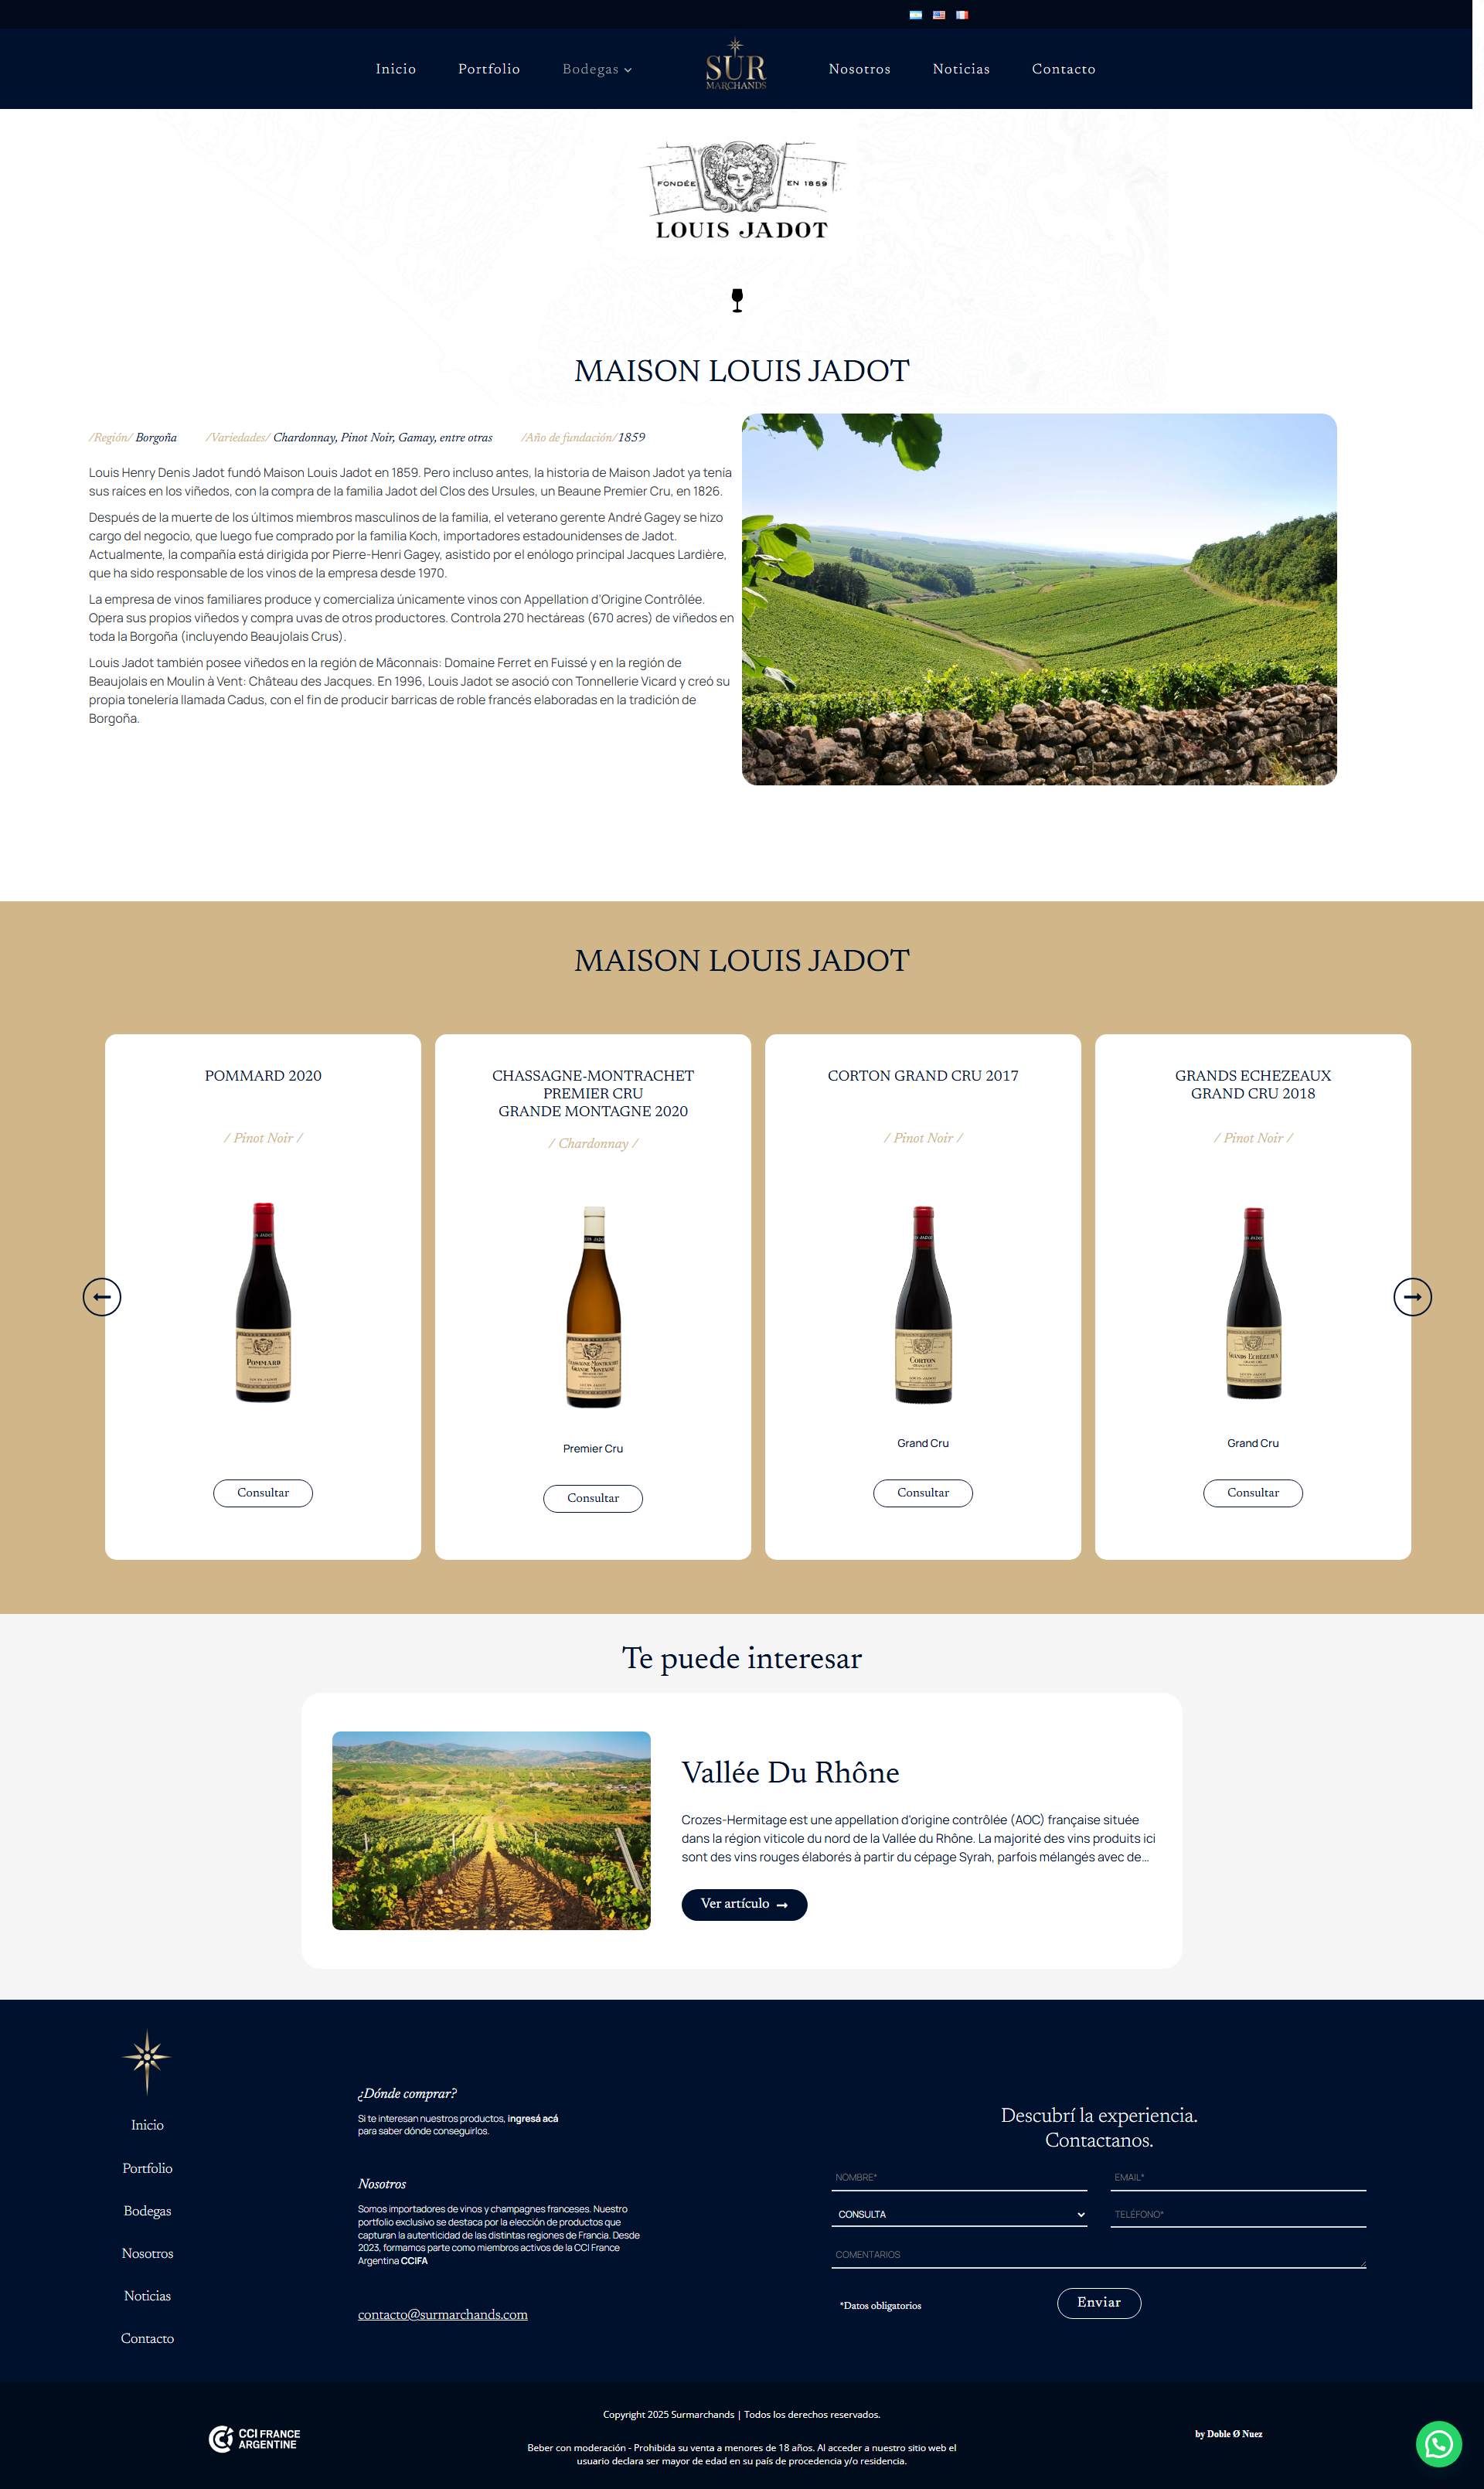 Inicio
Portfolio
Bodegas
SUR
MARCHANDS
Nosotros
Noticias
Contacto
FONDÉE
EN 1859
LOUIS JADOT
MAISON LOUIS JADOT
/Región/ Borgoña
/Variedades/ Chardonnay, Pinot Noir, Gamay, entre otras
/Año de fundación/ 1859
Louis Henry Denis Jadot fundó Maison Louis Jadot en 1859. Pero incluso antes, la historia de Maison Jadot ya tenía
sus raíces en los viñedos, con la compra de la familia Jadot del Clos des Ursules, un Beaune Premier Cru, en 1826.
Después de la muerte de los últimos miembros masculinos de la familia, el veterano gerente André Gagey se hizo
cargo del negocio, que luego fue comprado por la familia Koch, importadores estadounidenses de Jadot.
Actualmente, la compañía está dirigida por Pierre-Henri Gagey, asistido por el enólogo principal Jacques Lardière,
que ha sido responsable de los vinos de la empresa desde 1970.
La empresa de vinos familiares produce y comercializa únicamente vinos con Appellation d'Origine Contrôlée.
Opera sus propios viñedos y compra uvas de otros productores. Controla 270 hectáreas (670 acres) de viñedos en
toda la Borgoña (incluyendo Beaujolais Crus).
Louis Jadot también posee viñedos en la región de Mâconnais: Domaine Ferret en Fuissé y en la región de
Beaujolais en Moulin à Vent: Château des Jacques. En 1996, Louis Jadot se asoció con Tonnellerie Vicard y creó su
propia tonelería llamada Cadus, con el fin de producir barricas de roble francés elaboradas en la tradición de
Borgoña.
MAISON LOUIS JADOT
POMMARD 2020
/ Pinot Noir /
POMMARD
LOUIS JADOT
Consultar
CHASSAGNE-MONTRACHET
PREMIER CRU
GRANDE MONTAGNE 2020
/ Chardonnay /
CHASSAGNE MONTRACHET
GRANDE MONTAGNE
LOUIS JADOT
Premier Cru
Consultar
CORTON GRAND CRU 2017
/ Pinot Noir /
CORTON
LOUIS JADOT
Grand Cru
Consultar
GRANDS ECHEZEAUX
GRAND CRU 2018
/ Pinot Noir /
GRANDS ECHÉZEAUX
LOUIS JADOT
Grand Cru
Consultar
Te puede interesar
Vallée Du Rhône
Crozes-Hermitage est une appellation d'origine contrôlée (AOC) française située
dans la région viticole du nord de la Vallée du Rhône. La majorité des vins produits ici
sont des vins rouges élaborés à partir du cépage Syrah, parfois mélangés avec de...
Ver artículo
Inicio
Portfolio
Bodegas
Nosotros
Noticias
Contacto
¿Dónde comprar?
Si te interesan nuestros productos, ingresá acá
para saber dónde conseguirlos.
Nosotros
Somos importadores de vinos y champagnes franceses. Nuestro
portfolio exclusivo se destaca por la elección de productos que
capturan la autenticidad de las distintas regiones de Francia. Desde
2023, formamos parte como miembros activos de la CCI France
Argentina CCIFA
contacto@surmarchands.com
Descubrí la experiencia.
Contactanos.
NOMBRE*
EMAIL*
CONSULTA
TELÉFONO*
COMENTARIOS
*Datos obligatorios
Enviar
CCI FRANCE
ARGENTINE
Copyright 2025 Surmarchands | Todos los derechos reservados.
Beber con moderación - Prohibida su venta a menores de 18 años. Al acceder a nuestro sitio web el
usuario declara ser mayor de edad en su país de procedencia y/o residencia.
by Doble Ø Nuez